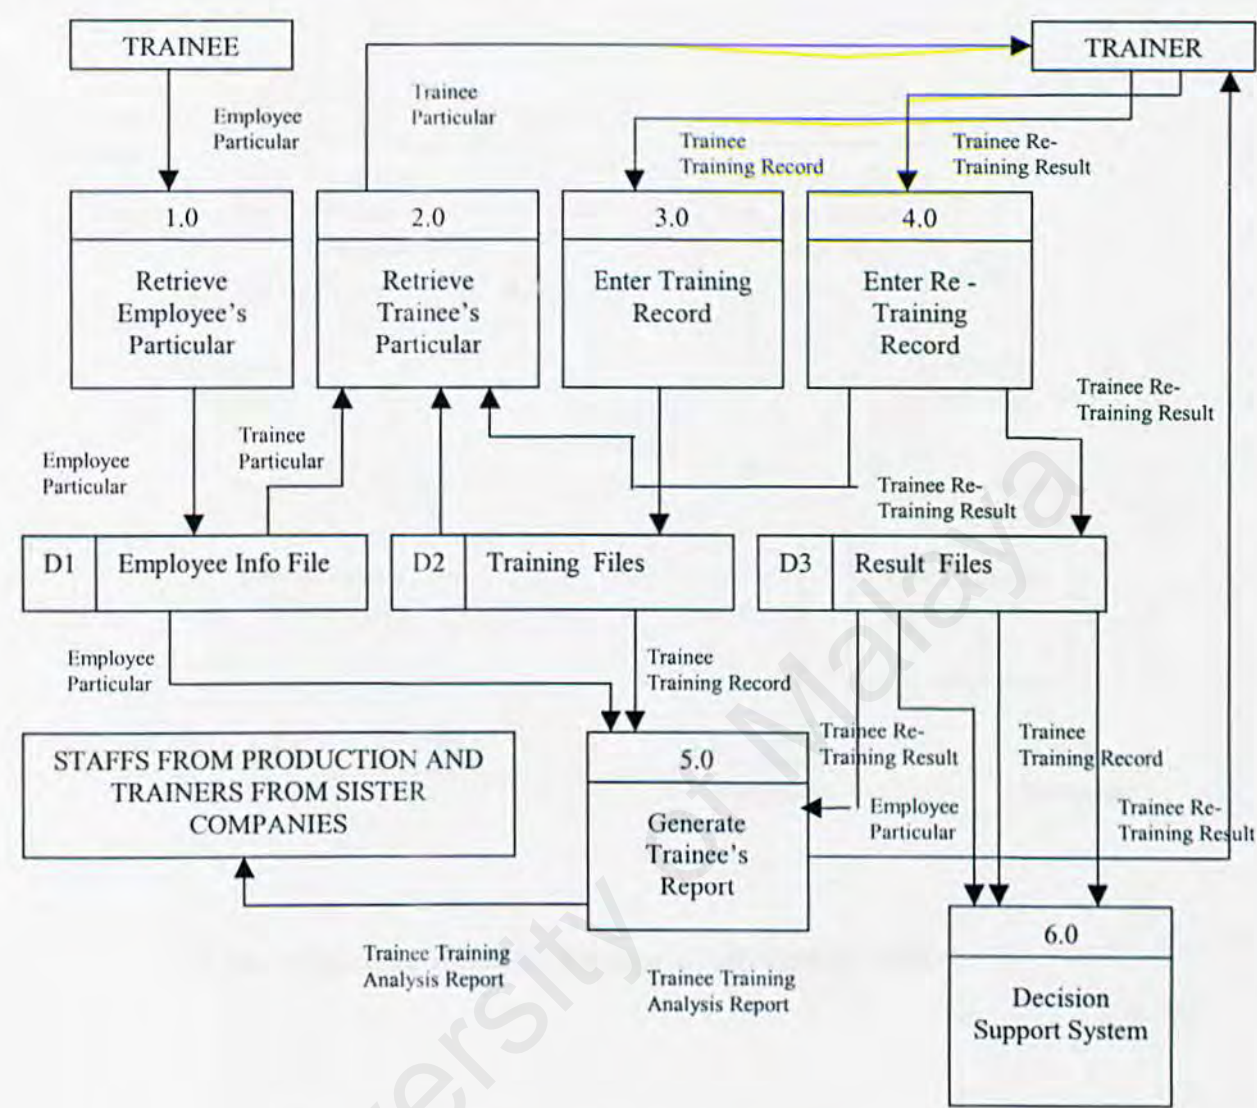 TRAINEE
TRAINER
Employee
Particular
Trainee
Particular
Trainee
Training Record
Trainee Re-
Training Result
1.0
Retrieve
Employee's
Particular
2.0
Retrieve
Trainee's
Particular
3.0
Enter Training
Record
4.0
Enter Re -
Training
Record
Trainee Re-
Training Result
Employee
Particular
Trainee
Particular
Trainee Re-
Training Result
D1 Employee Info File
D2 Training Files
D3 Result Files
Employee
Particular
Trainee
Training Record
STAFFS FROM PRODUCTION AND
TRAINERS FROM SISTER
COMPANIES
5.0
Generate
Trainee's
Report
Trainee Re-
Training Result
Trainee
Training Record
Employee
Particular
Trainee Re-
Training Result
Trainee Training
Analysis Report
Trainee Training
Analysis Report
6.0
Decision
Support System
ersity of Malaya